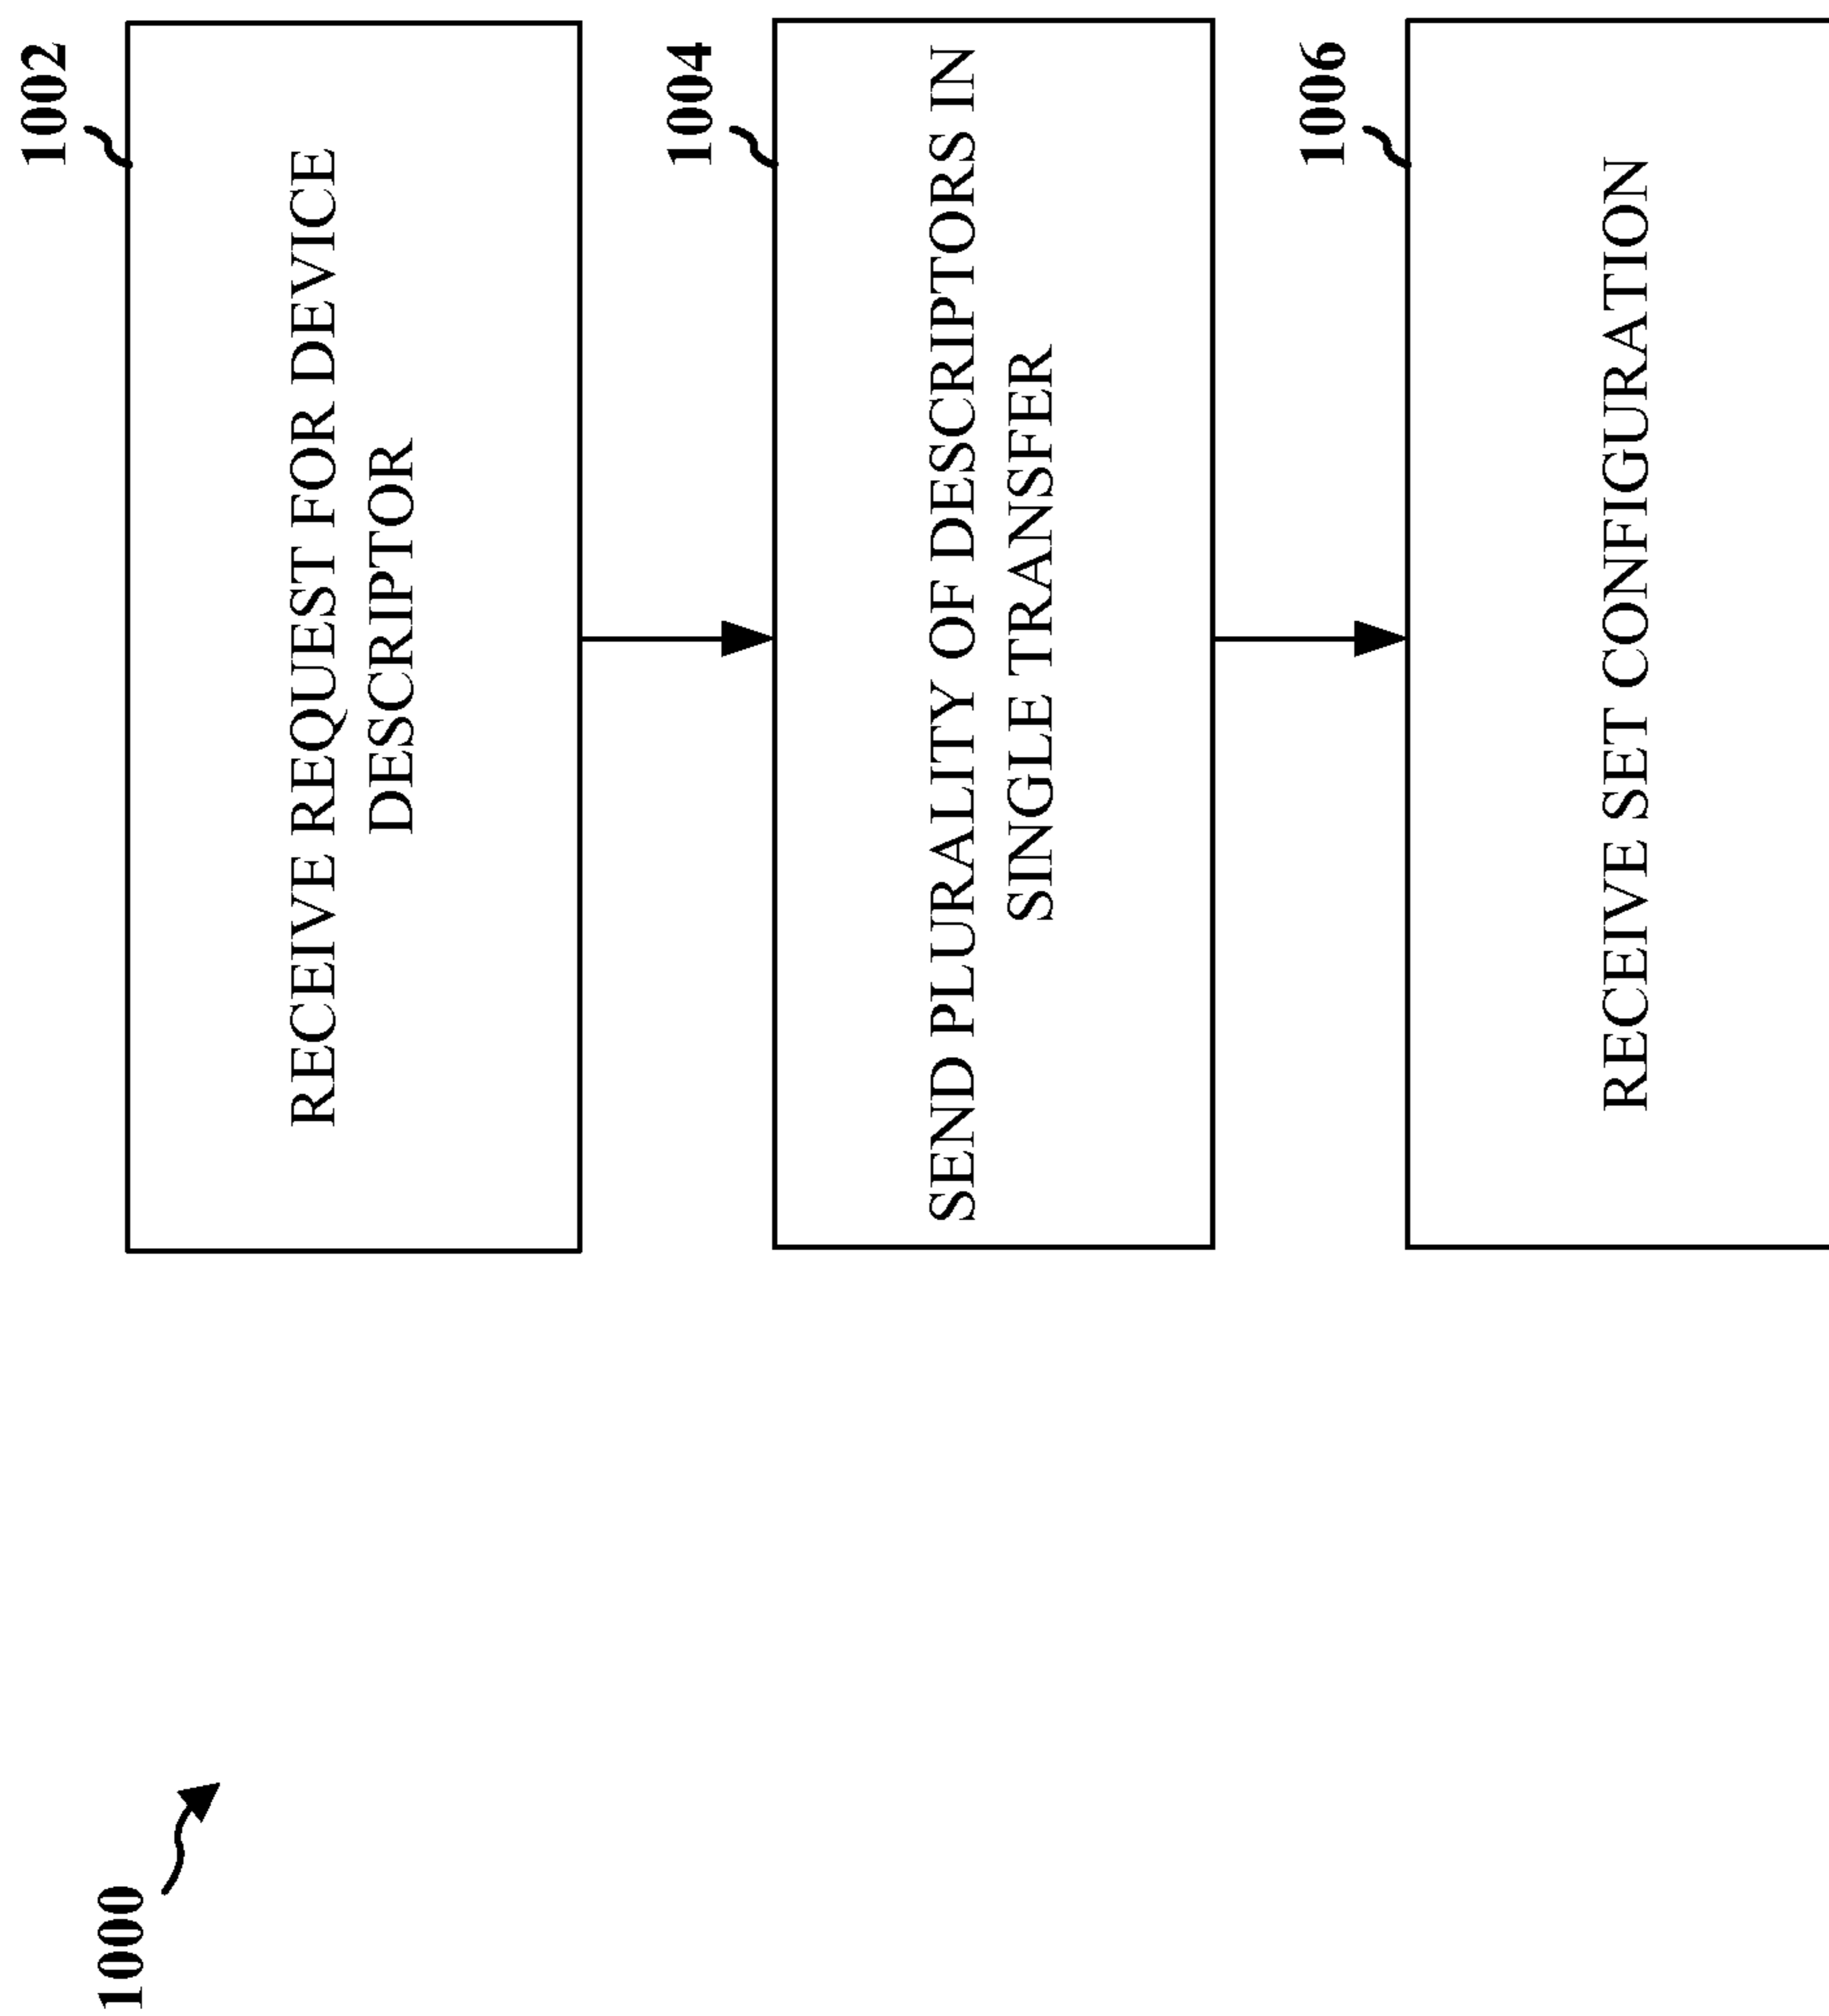 1000
1002
RECEIVE REQUEST FOR DEVICE
DESCRIPTOR
1004
SEND PLURALITY OF DESCRIPTORS IN
SINGLE TRANSFER
1006
RECEIVE SET CONFIGURATION